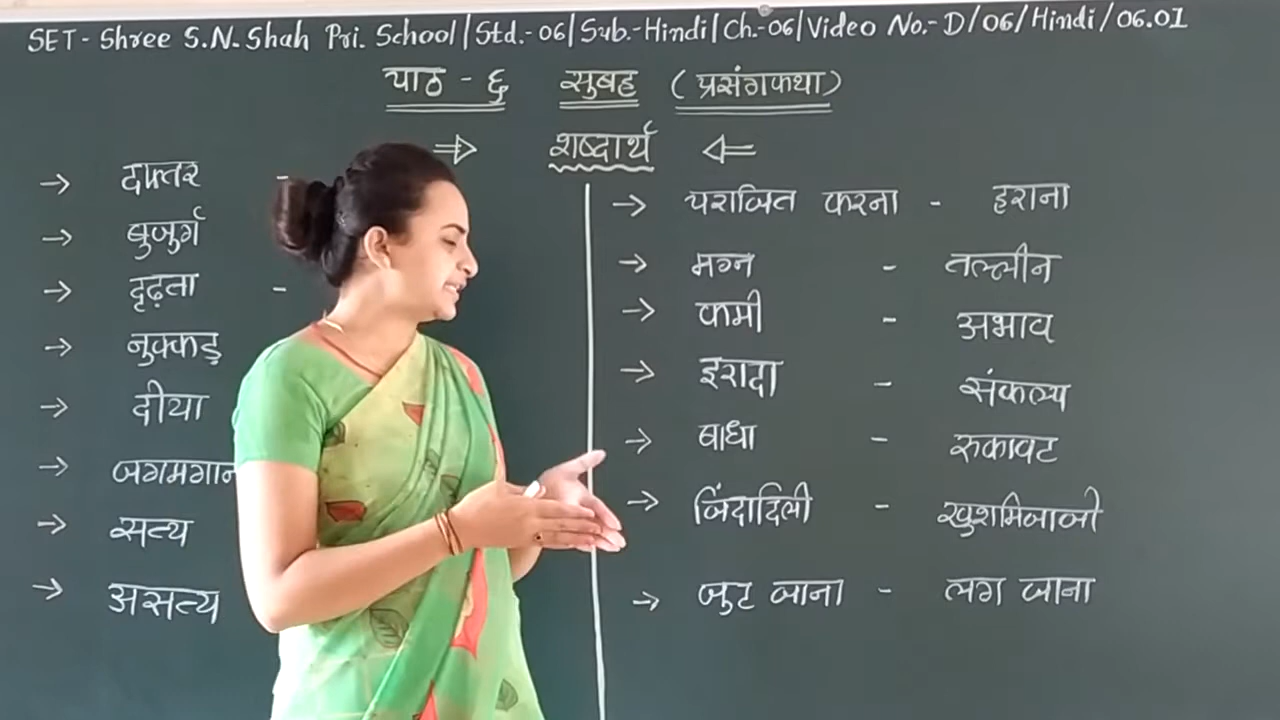 SET - Shree S.N. Shah Pri. School | Std.-06 | Sub.-Hindi | Ch.-06 | Video No.- D/06/Hindi/06.01
पाठ - ६ सुबह (प्रसंगकथा)
⇒ शब्दार्थ ⇐
→ दफ्तर -
→ बुजुर्ग
→ दृढ़ता -
→ नुक्कड़
→ दीया
→ जगमगान
→ सत्य
→ असत्य
→ पराजित करना - हराना
→ मग्न - तल्लीन
→ कमी - अभाव
→ इरादा - संकल्प
→ बाधा - रुकावट
→ जिंदादिली - खुशमिजाजी
→ जुट जाना - लग जाना